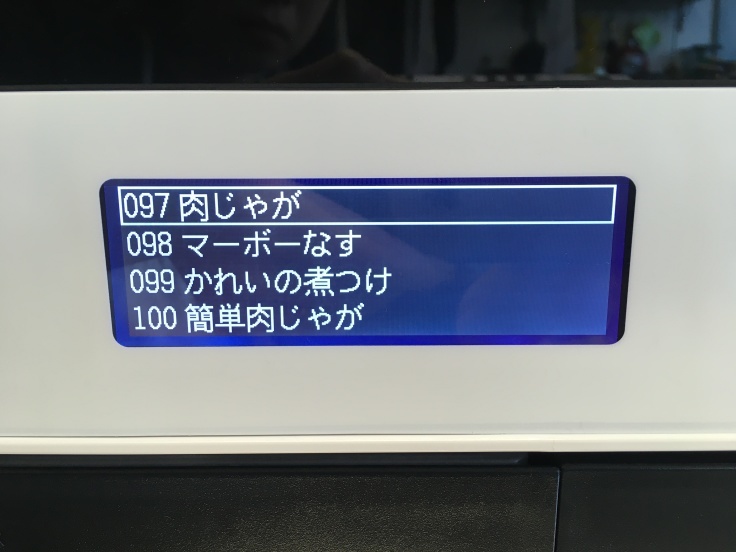 097 肉じゃが
098 マーボーなす
099 かれいの煮つけ
100 簡単肉じゃが